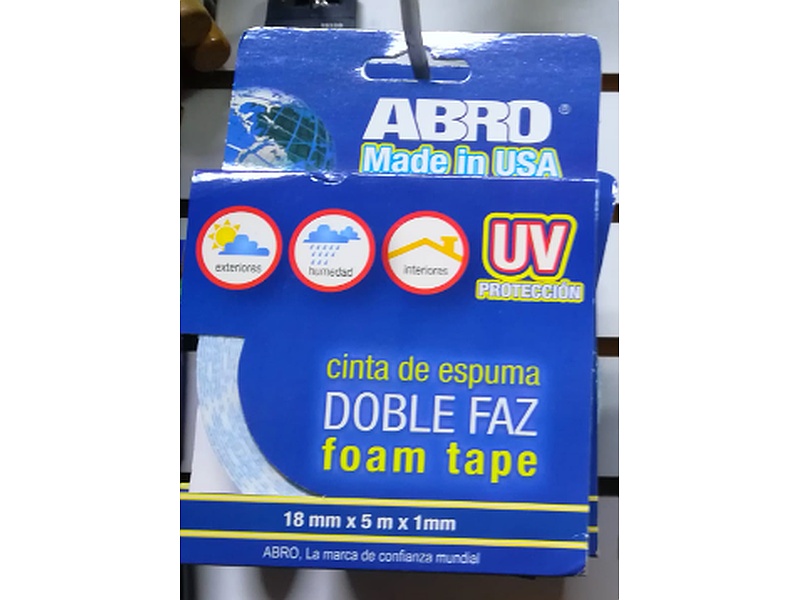 ABRO®
Made in USA
exteriores
humedad
interiores
UV
PROTECCIÓN
cinta de espuma
DOBLE FAZ
foam tape
18 mm x 5 m x 1mm
ABRO, La marca de confianza mundial